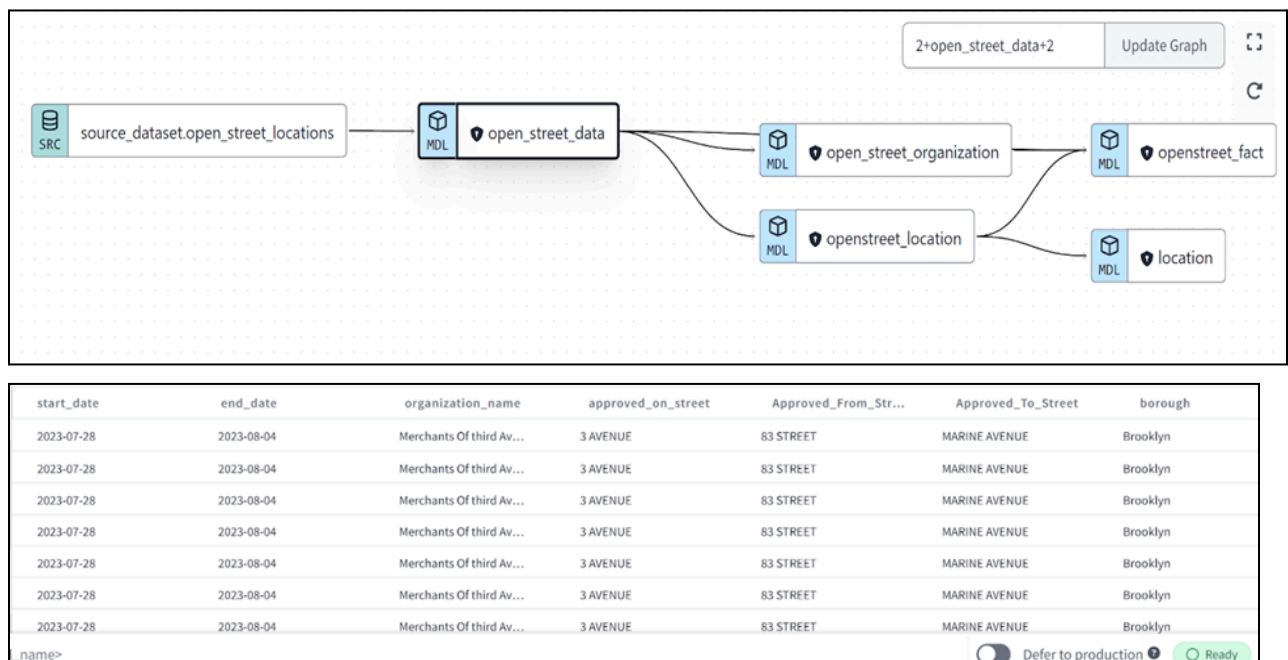 2+open_street_data+2 Update Graph
SRC source_dataset.open_street_locations
MDL open_street_data
MDL open_street_organization
MDL openstreet_fact
MDL openstreet_location
MDL location
start_date end_date organization_name approved_on_street Approved_From_Str... Approved_To_Street borough
2023-07-28 2023-08-04 Merchants Of third Av... 3 AVENUE 83 STREET MARINE AVENUE Brooklyn
2023-07-28 2023-08-04 Merchants Of third Av... 3 AVENUE 83 STREET MARINE AVENUE Brooklyn
2023-07-28 2023-08-04 Merchants Of third Av... 3 AVENUE 83 STREET MARINE AVENUE Brooklyn
2023-07-28 2023-08-04 Merchants Of third Av... 3 AVENUE 83 STREET MARINE AVENUE Brooklyn
2023-07-28 2023-08-04 Merchants Of third Av... 3 AVENUE 83 STREET MARINE AVENUE Brooklyn
2023-07-28 2023-08-04 Merchants Of third Av... 3 AVENUE 83 STREET MARINE AVENUE Brooklyn
2023-07-28 2023-08-04 Merchants Of third Av... 3 AVENUE 83 STREET MARINE AVENUE Brooklyn
_name> Defer to production Ready